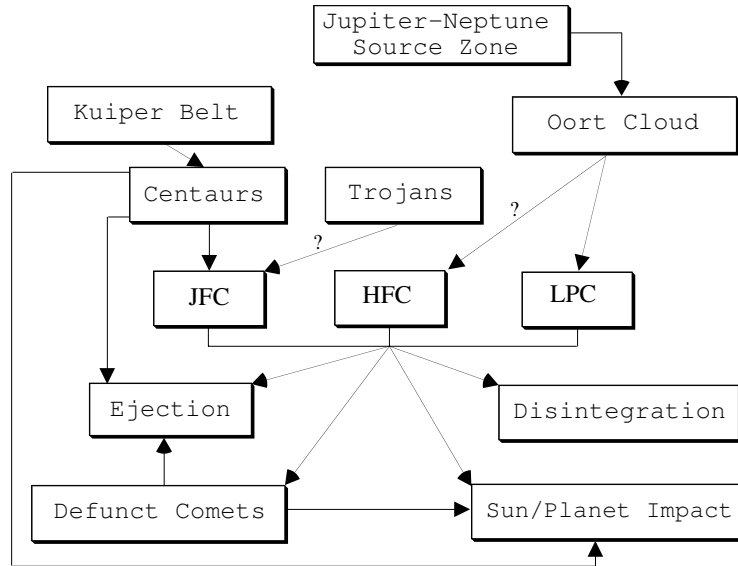 Jupiter-Neptune
Source Zone
Kuiper Belt
Oort Cloud
Centaurs
Trojans
?
?
JFC
HFC
LPC
Ejection
Disintegration
Defunct Comets
Sun/Planet Impact